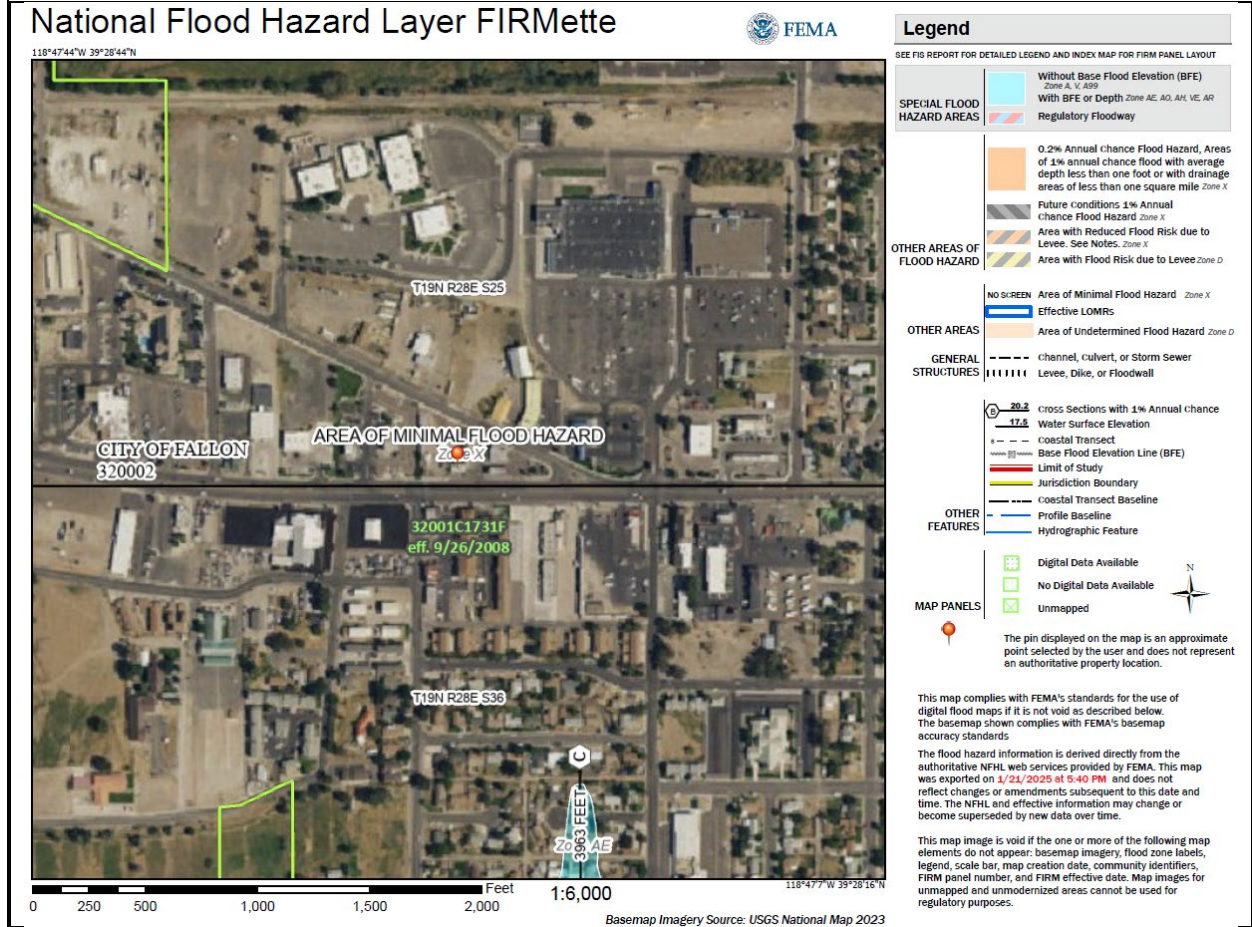 National Flood Hazard Layer FIRMette
FEMA
118°47'44"W 39°28'44"N
T19N R28E S25
AREA OF MINIMAL FLOOD HAZARD
Zone X
CITY OF FALLON
320002
32001C1731F
eff. 9/26/2008
T19N R28E S36
C
3963 FEET
Zone AE
118°47'7"W 39°28'16"N
0 250 500 1,000 1,500 2,000
Feet
1:6,000
Basemap Imagery Source: USGS National Map 2023
Legend
SEE FIS REPORT FOR DETAILED LEGEND AND INDEX MAP FOR FIRM PANEL LAYOUT
SPECIAL FLOOD
HAZARD AREAS
Without Base Flood Elevation (BFE)
Zone A, V, A99
With BFE or Depth Zone AE, AO, AH, VE, AR
Regulatory Floodway
OTHER AREAS OF
FLOOD HAZARD
0.2% Annual Chance Flood Hazard, Areas
of 1% annual chance flood with average
depth less than one foot or with drainage
areas of less than one square mile Zone X
Future Conditions 1% Annual
Chance Flood Hazard Zone X
Area with Reduced Flood Risk due to
Levee. See Notes. Zone X
Area with Flood Risk due to Levee Zone D
OTHER AREAS
NO SCREEN Area of Minimal Flood Hazard Zone X
Effective LOMRs
Area of Undetermined Flood Hazard Zone D
GENERAL
STRUCTURES
Channel, Culvert, or Storm Sewer
Levee, Dike, or Floodwall
OTHER
FEATURES
B 20.2 Cross Sections with 1% Annual Chance
17.5 Water Surface Elevation
8 Coastal Transect
513 Base Flood Elevation Line (BFE)
Limit of Study
Jurisdiction Boundary
Coastal Transect Baseline
Profile Baseline
Hydrographic Feature
MAP PANELS
Digital Data Available
No Digital Data Available
Unmapped
N
The pin displayed on the map is an approximate
point selected by the user and does not represent
an authoritative property location.
This map complies with FEMA's standards for the use of
digital flood maps if it is not void as described below.
The basemap shown complies with FEMA's basemap
accuracy standards
The flood hazard information is derived directly from the
authoritative NFHL web services provided by FEMA. This map
was exported on 1/21/2025 at 5:40 PM and does not
reflect changes or amendments subsequent to this date and
time. The NFHL and effective information may change or
become superseded by new data over time.
This map image is void if the one or more of the following map
elements do not appear: basemap imagery, flood zone labels,
legend, scale bar, map creation date, community identifiers,
FIRM panel number, and FIRM effective date. Map images for
unmapped and unmodernized areas cannot be used for
regulatory purposes.